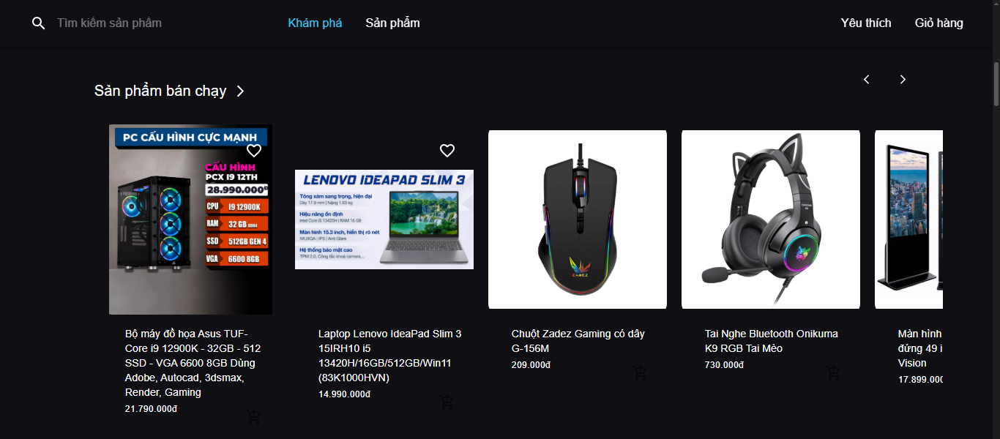 Tìm kiếm sản phẩm
Khám phá
Sản phẩm
Yêu thích
Giỏ hàng
Sản phẩm bán chạy
PC CẤU HÌNH CỰC MẠNH
CẤU HÌNH
PCX I9 12TH
28.990.000đ
CPU I9 12900K
RAM 32 GB DDR4
SSD 512GB GEN 4
VGA 6600 8GB
LENOVO IDEAPAD SLIM 3
Tông xám sang trọng, hiện đại
Dày 17.9 mm | Nặng 1.63 kg
Hiệu năng ổn định
Intel Core i5 13420H | RAM 16 GB
Màn hình 15.3 inch, hiển thị rõ nét
WUXGA | IPS | Anti Glare
Hệ thống bảo mật cao
TPM 2.0, Công tắc khoá camera,...
ZADEZ
Bộ máy đồ họa Asus TUF-
Core i9 12900K - 32GB - 512
SSD - VGA 6600 8GB Dùng
Adobe, Autocad, 3dsmax,
Render, Gaming
21.790.000đ
Laptop Lenovo IdeaPad Slim 3
15IRH10 i5
13420H/16GB/512GB/Win11
(83K1000HVN)
14.990.000đ
Chuột Zadez Gaming có dây
G-156M
209.000đ
Tai Nghe Bluetooth Onikuma
K9 RGB Tai Mèo
730.000đ
Màn hình
đứng 49 i
Vision
17.899.000